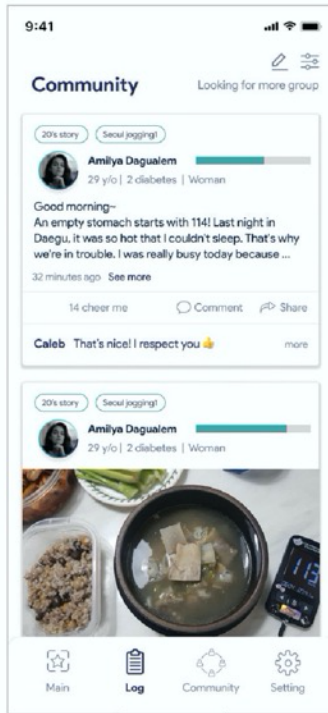 9:41
Community
Looking for more group
20's story
Seoul jogging1
Amilya Dagualem
29 y/o | 2 diabetes | Woman
Good morning~
An empty stomach starts with 114! Last night in
Daegu, it was so hot that I couldn't sleep. That's why
we're in trouble. I was really busy today because ...
32 minutes ago See more
14 cheer me
Comment
Share
Caleb That's nice! I respect you 👍
more
20's story
Seoul jogging1
Amilya Dagualem
29 y/o | 2 diabetes | Woman
113
Main
Log
Community
Setting